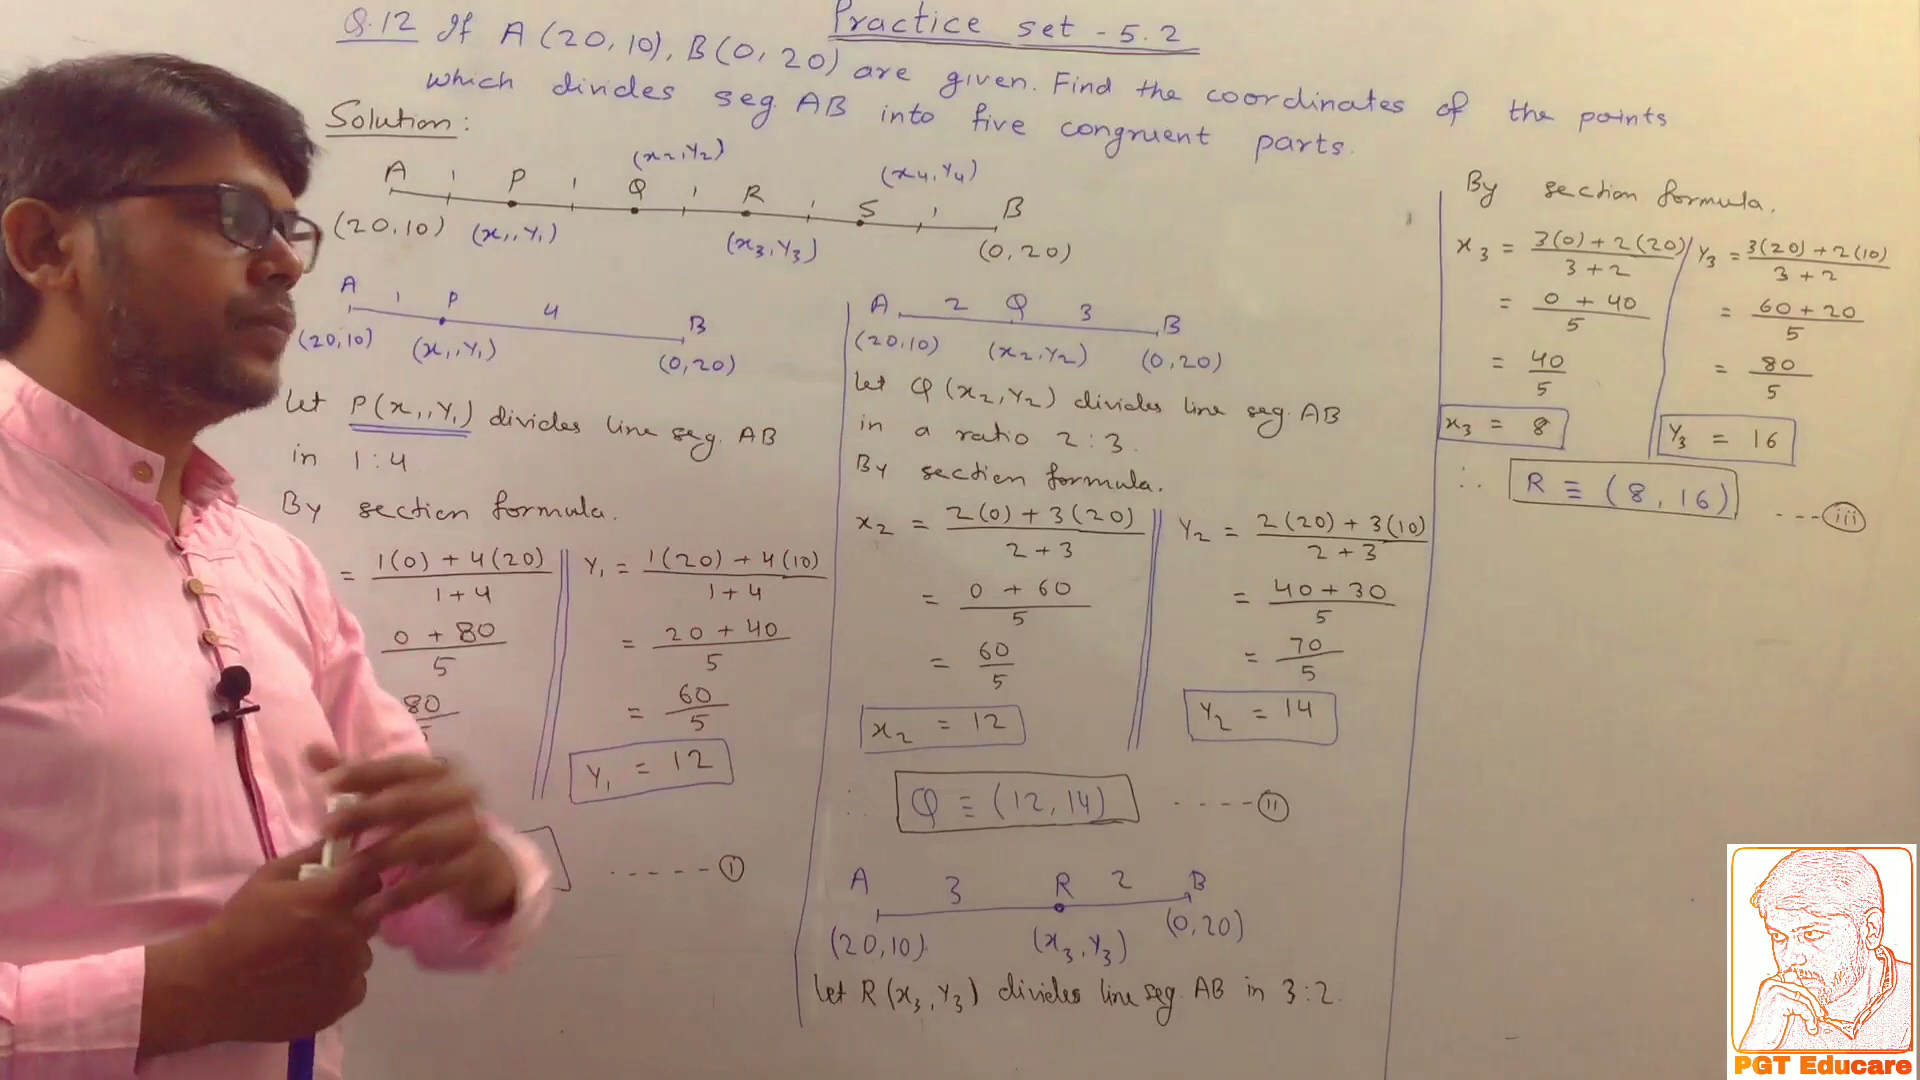 Practice set - 5.2
Q.12 If A (20, 10), B(0, 20) are given. Find the coordinates of the points
which divides seg. AB into five congruent parts.
Solution:
A 1 P 1 Q 1 R 1 S 1 B
(x₂, Y₂) (x₄, Y₄)
(20,10) (x₁, Y₁) (x₃, Y₃) (0, 20)
A 1 P 4 B
(20,10) (x₁, Y₁) (0,20)
Let P(x₁, Y₁) divides line seg. AB
in 1:4
By section formula.
= 1(0) + 4(20) / 1+4
0 + 80 / 5
80
Y₁ = 1(20) + 4(10) / 1+4
= 20 + 40 / 5
= 60 / 5
Y₁ = 12
-----(i)
A 2 Q 3 B
(20,10) (x₂, Y₂) (0,20)
let Q (x₂, Y₂) divides line seg. AB
in a ratio 2:3.
By section formula.
x₂ = 2(0) + 3(20) / 2+3
= 0 + 60 / 5
= 60 / 5
x₂ = 12
Y₂ = 2(20) + 3(10) / 2+3
= 40+30 / 5
= 70 / 5
Y₂ = 14
∴ Q ≡ (12, 14) ----(ii)
A 3 R 2 B
(20,10) (x₃, Y₃) (0,20)
let R (x₃, Y₃) divides line seg. AB in 3:2.
By section formula.
x₃ = 3(0) + 2(20) / 3+2
= 0 + 40 / 5
= 40 / 5
x₃ = 8
Y₃ = 3(20) + 2(10) / 3+2
= 60+20 / 5
= 80 / 5
Y₃ = 16
∴ R ≡ (8, 16) ---(iii)
PGT Educare